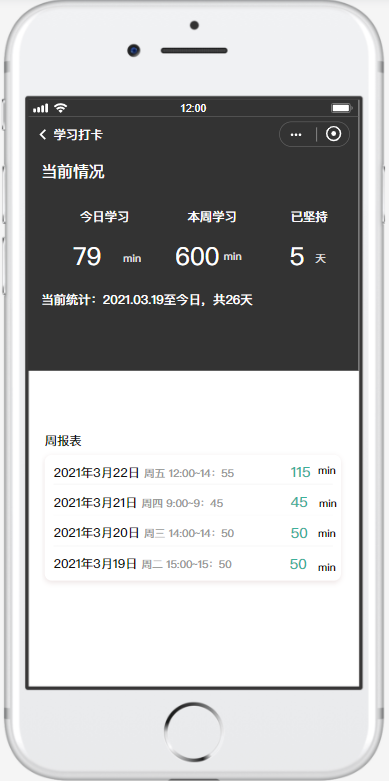 12:00
学习打卡
当前情况
今日学习 本周学习 已坚持
79 min 600 min 5 天
当前统计：2021.03.19至今日，共26天
周报表
2021年3月22日 周五 12:00~14：55 115 min
2021年3月21日 周四 9:00~9：45 45 min
2021年3月20日 周三 14:00~14：50 50 min
2021年3月19日 周二 15:00~15：50 50 min